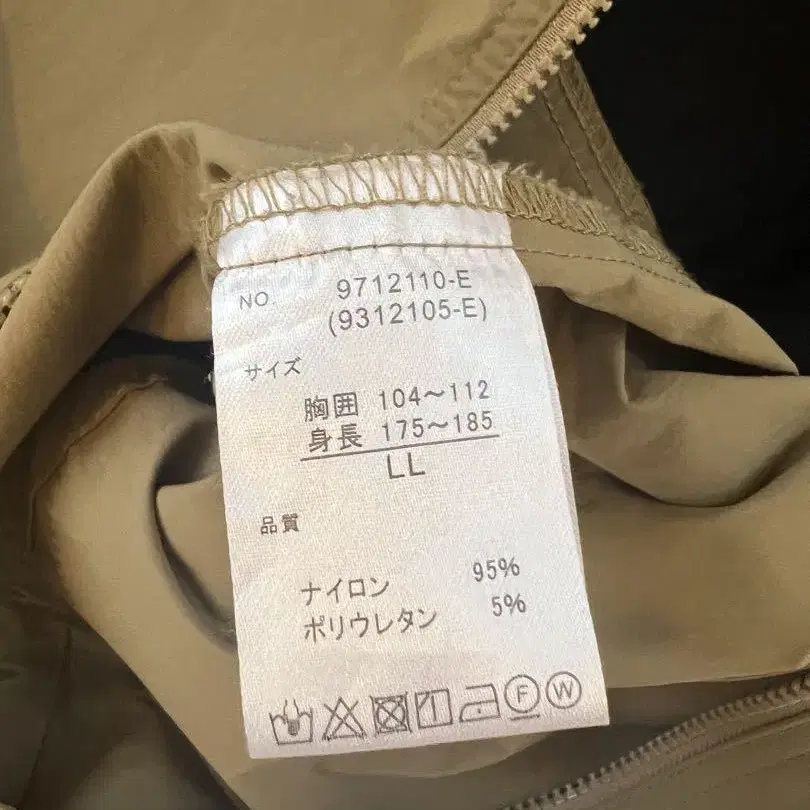 NO. 9712110-E
(9312105-E)
サイズ
胸囲 104～112
身長 175～185
LL
品質
ナイロン 95%
ポリウレタン 5%
F W